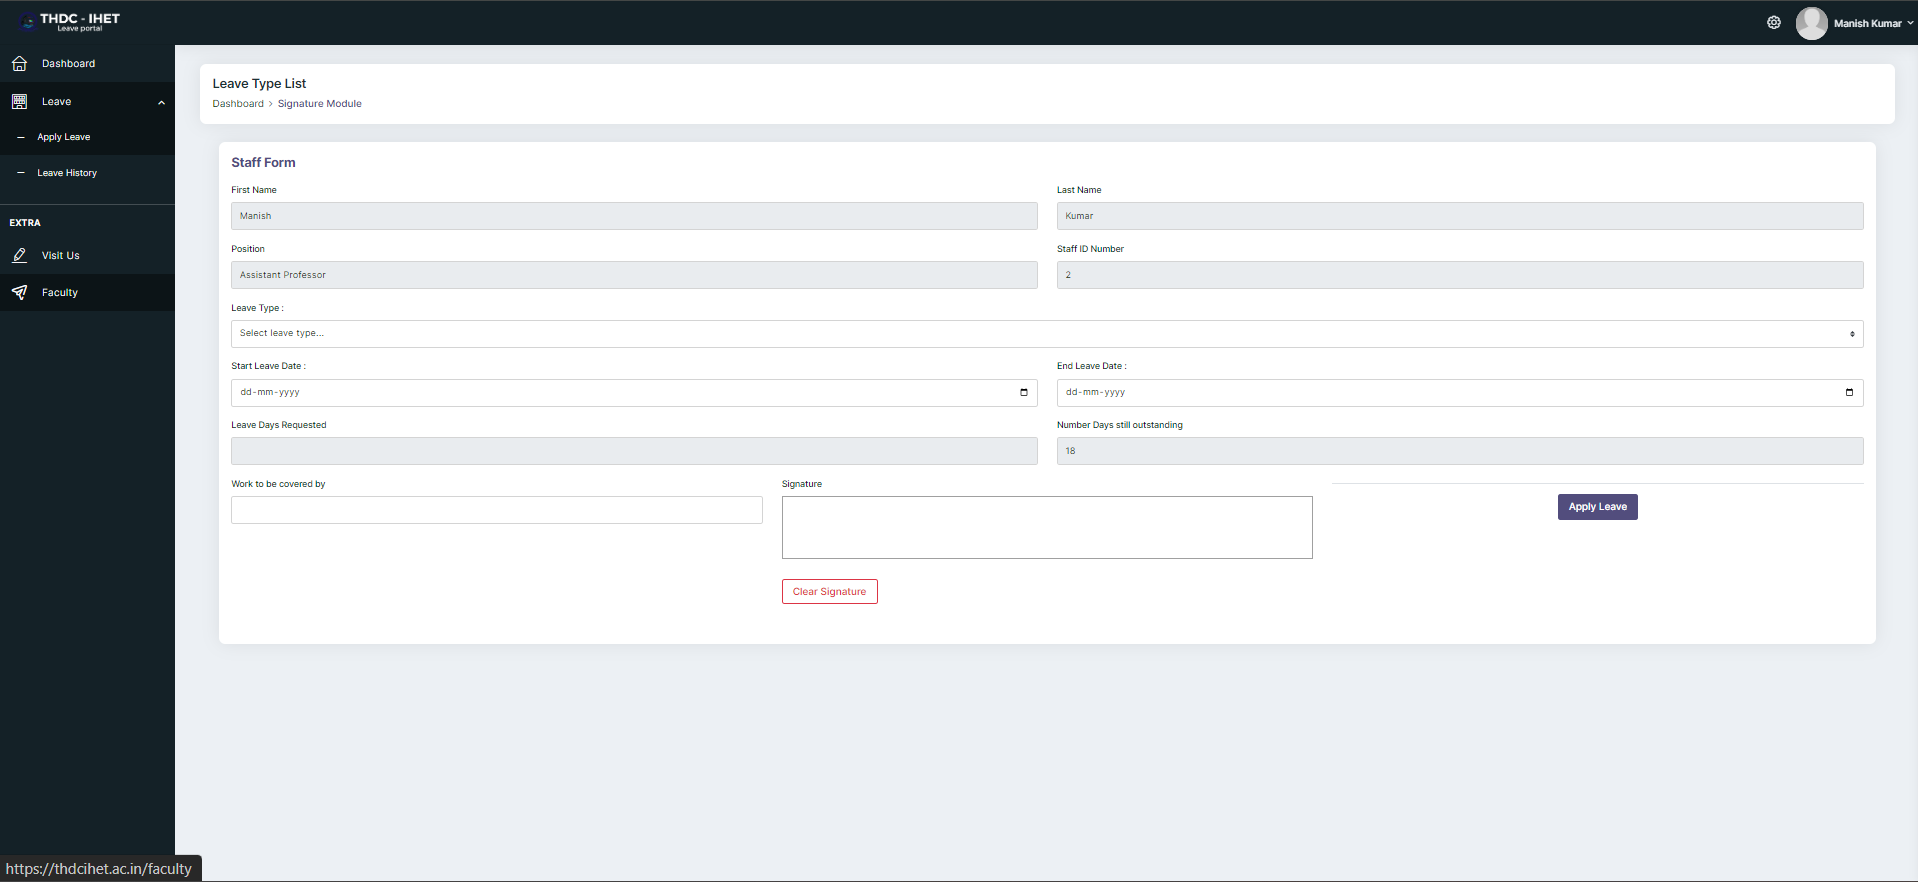 THDC - IHET
Leave portal
Manish Kumar
Dashboard
Leave
Apply Leave
Leave History
EXTRA
Visit Us
Faculty
Leave Type List
Dashboard > Signature Module
Staff Form
First Name
Last Name
Manish
Kumar
Position
Staff ID Number
Assistant Professor
2
Leave Type :
Select leave type...
Start Leave Date :
End Leave Date :
dd-mm-yyyy
dd-mm-yyyy
Leave Days Requested
Number Days still outstanding
18
Work to be covered by
Signature
Apply Leave
Clear Signature
https://thdcihet.ac.in/faculty